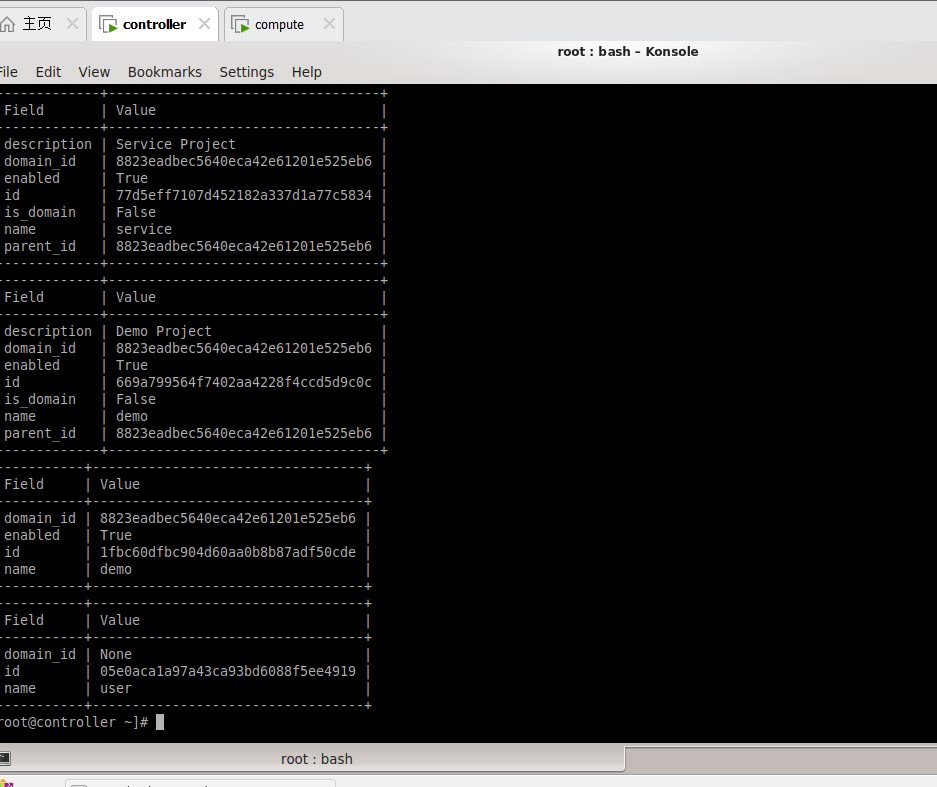 主页 controller compute
root : bash – Konsole
File Edit View Bookmarks Settings Help
-----------+----------------------------------+
Field | Value |
-----------+----------------------------------+
description | Service Project |
domain_id | 8823eadbec5640eca42e61201e525eb6 |
enabled | True |
id | 77d5eff7107d452182a337d1a77c5834 |
is_domain | False |
name | service |
parent_id | 8823eadbec5640eca42e61201e525eb6 |
-----------+----------------------------------+
-----------+----------------------------------+
Field | Value |
-----------+----------------------------------+
description | Demo Project |
domain_id | 8823eadbec5640eca42e61201e525eb6 |
enabled | True |
id | 669a799564f7402aa4228f4ccd5d9c0c |
is_domain | False |
name | demo |
parent_id | 8823eadbec5640eca42e61201e525eb6 |
-----------+----------------------------------+
-----------+----------------------------------+
Field | Value |
-----------+----------------------------------+
domain_id | 8823eadbec5640eca42e61201e525eb6 |
enabled | True |
id | 1fbc60dfbc904d60aa0b8b87adf50cde |
name | demo |
-----------+----------------------------------+
-----------+----------------------------------+
Field | Value |
-----------+----------------------------------+
domain_id | None |
id | 05e0aca1a97a43ca93bd6088f5ee4919 |
name | user |
-----------+----------------------------------+
root@controller ~]#
root : bash